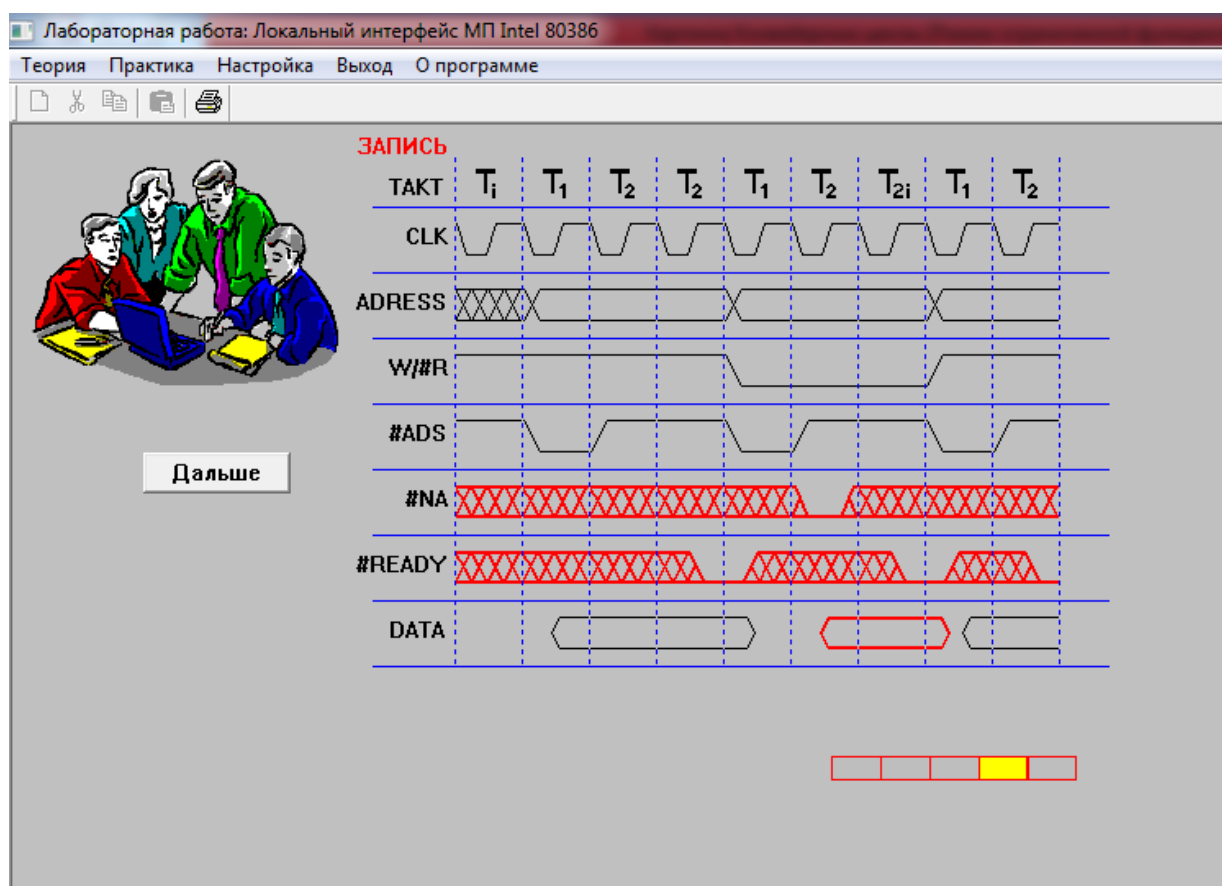 Лабораторная работа: Локальный интерфейс МП Intel 80386
Теория Практика Настройка Выход О программе
ЗАПИСЬ
ТАКТ Ti T1 T2 T2 T1 T2 T2i T1 T2
CLK
ADRESS
W/#R
#ADS
#NA
#READY
DATA
Дальше